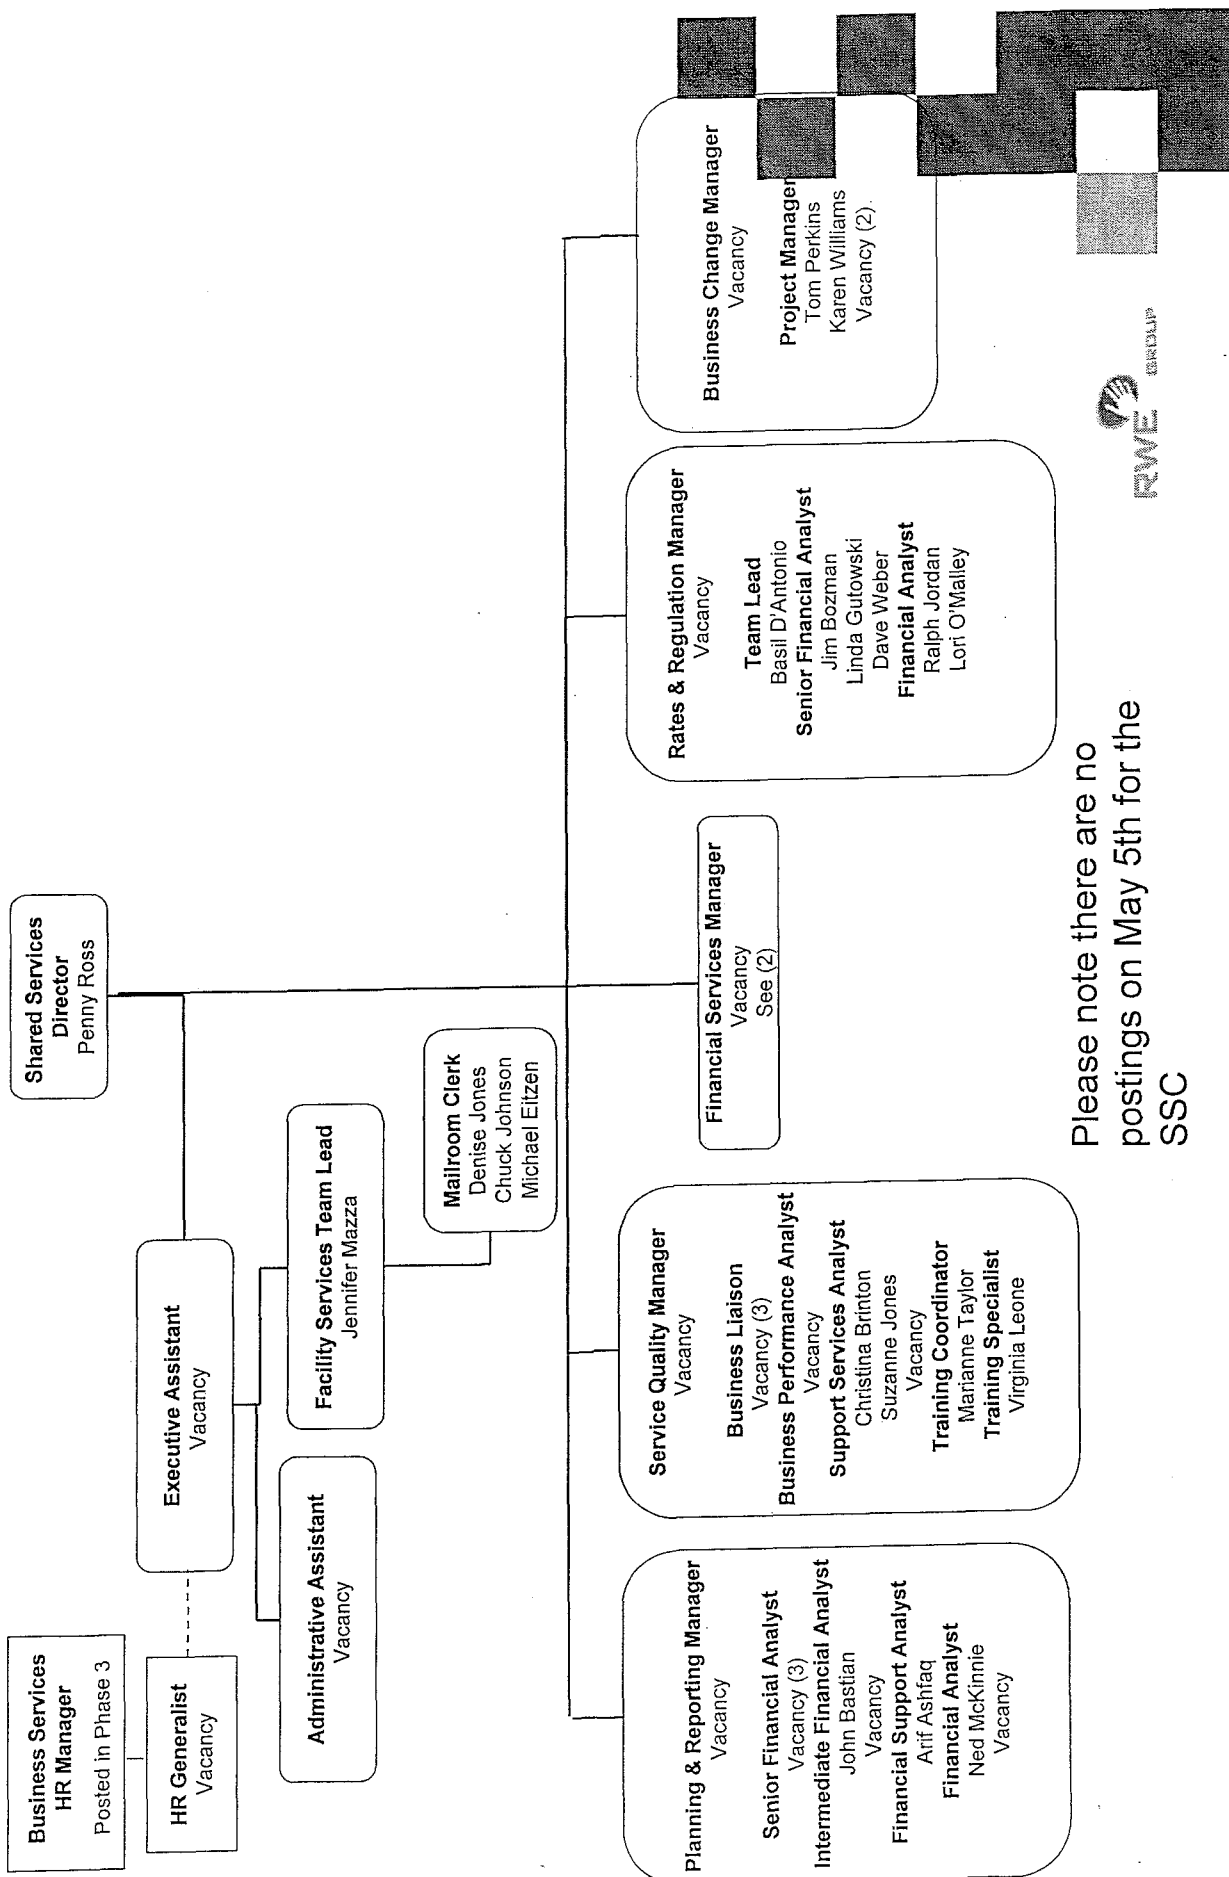 Shared Services
Director
Penny Ross
Business Services
HR Manager
Posted in Phase 3
HR Generalist
Vacancy
Executive Assistant
Vacancy
Administrative Assistant
Vacancy
Facility Services Team Lead
Jennifer Mazza
Mailroom Clerk
Denise Jones
Chuck Johnson
Michael Eitzen
Planning & Reporting Manager
Vacancy
Senior Financial Analyst
Vacancy (3)
Intermediate Financial Analyst
John Bastian
Vacancy
Financial Support Analyst
Arif Ashfaq
Financial Analyst
Ned McKinnie
Vacancy
Service Quality Manager
Vacancy
Business Liaison
Vacancy (3)
Business Performance Analyst
Vacancy
Support Services Analyst
Christina Brinton
Suzanne Jones
Vacancy
Training Coordinator
Marianne Taylor
Training Specialist
Virginia Leone
Financial Services Manager
Vacancy
See (2)
Rates & Regulation Manager
Vacancy
Team Lead
Basil D'Antonio
Senior Financial Analyst
Jim Bozman
Linda Gutowski
Dave Weber
Financial Analyst
Ralph Jordan
Lori O'Malley
Business Change Manager
Vacancy
Project Manager
Tom Perkins
Karen Williams
Vacancy (2).
Please note there are no
postings on May 5th for the
SSC
RWE GROUP